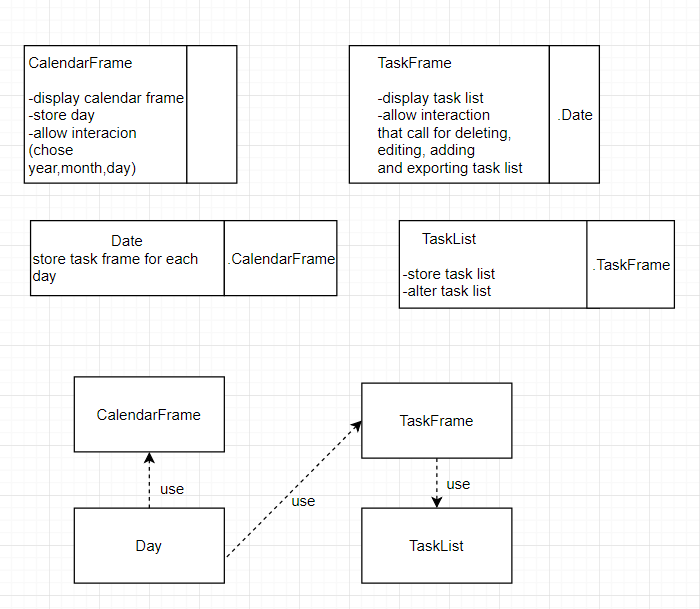 CalendarFrame
-display calendar frame
-store day
-allow interacion
(chose
year,month,day)
TaskFrame
-display task list
-allow interaction
that call for deleting,
editing, adding
and exporting task list
.Date
Date
store task frame for each
day
.CalendarFrame
TaskList
-store task list
-alter task list
.TaskFrame
CalendarFrame
TaskFrame
use
use
use
Day
TaskList